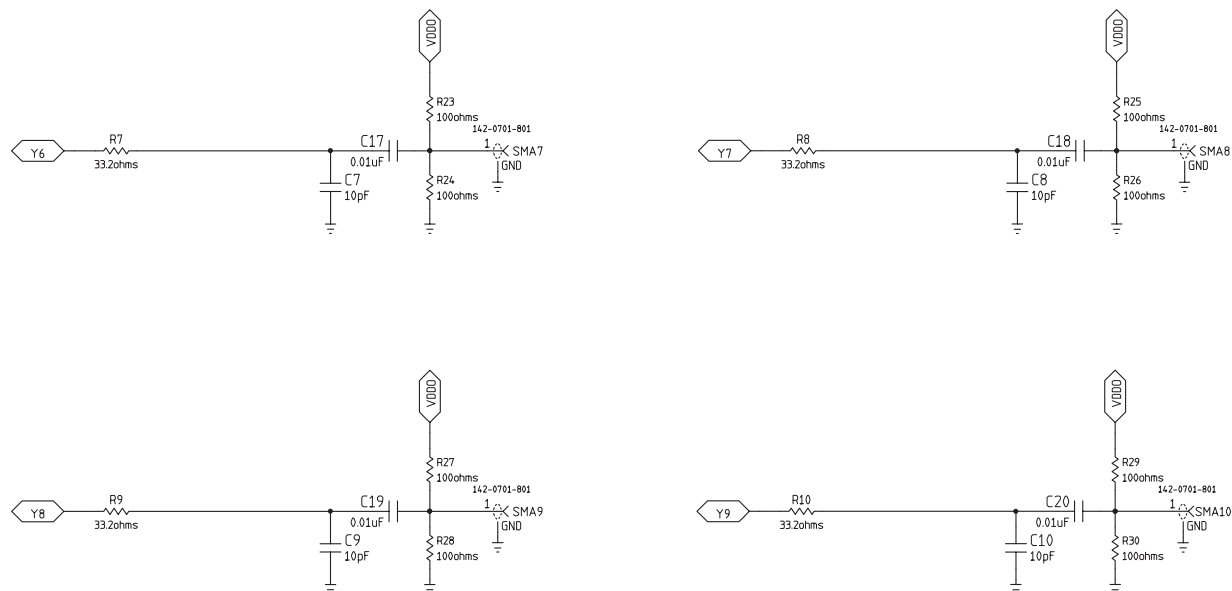 VDDO
R23
100ohms
142-0701-801
Y6
R7
33.2ohms
C17
0.01uF
1
SMA7
GND
C7
10pF
R24
100ohms
VDDO
R25
100ohms
142-0701-801
Y7
R8
33.2ohms
C18
0.01uF
1
SMA8
GND
C8
10pF
R26
100ohms
VDDO
R27
100ohms
142-0701-801
Y8
R9
33.2ohms
C19
0.01uF
1
SMA9
GND
C9
10pF
R28
100ohms
VDDO
R29
100ohms
142-0701-801
Y9
R10
33.2ohms
C20
0.01uF
1
SMA10
GND
C10
10pF
R30
100ohms